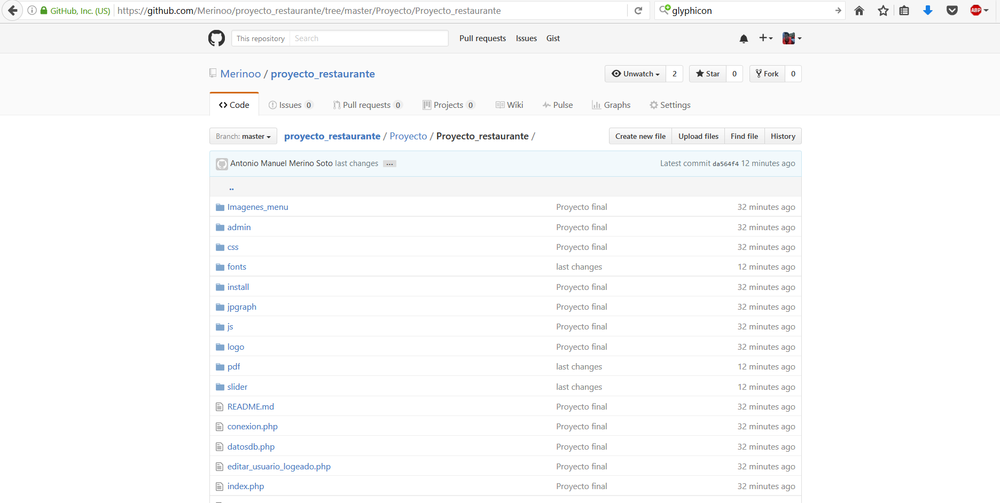 GitHub, Inc. (US) https://github.com/Merinoo/proyecto_restaurante/tree/master/Proyecto/Proyecto_restaurante glyphicon ABP
This repository Search Pull requests Issues Gist
Merinoo / proyecto_restaurante Unwatch 2 Star 0 Fork 0
Code Issues 0 Pull requests 0 Projects 0 Wiki Pulse Graphs Settings
Branch: master proyecto_restaurante / Proyecto / Proyecto_restaurante / Create new file Upload files Find file History
Antonio Manuel Merino Soto last changes ... Latest commit da564f4 12 minutes ago
..
Imagenes_menu Proyecto final 32 minutes ago
admin Proyecto final 32 minutes ago
css Proyecto final 32 minutes ago
fonts last changes 12 minutes ago
install Proyecto final 32 minutes ago
jpgraph Proyecto final 32 minutes ago
js Proyecto final 32 minutes ago
logo Proyecto final 32 minutes ago
pdf last changes 12 minutes ago
slider last changes 12 minutes ago
README.md Proyecto final 32 minutes ago
conexion.php Proyecto final 32 minutes ago
datosdb.php Proyecto final 32 minutes ago
editar_usuario_logeado.php Proyecto final 32 minutes ago
index.php Proyecto final 32 minutes ago